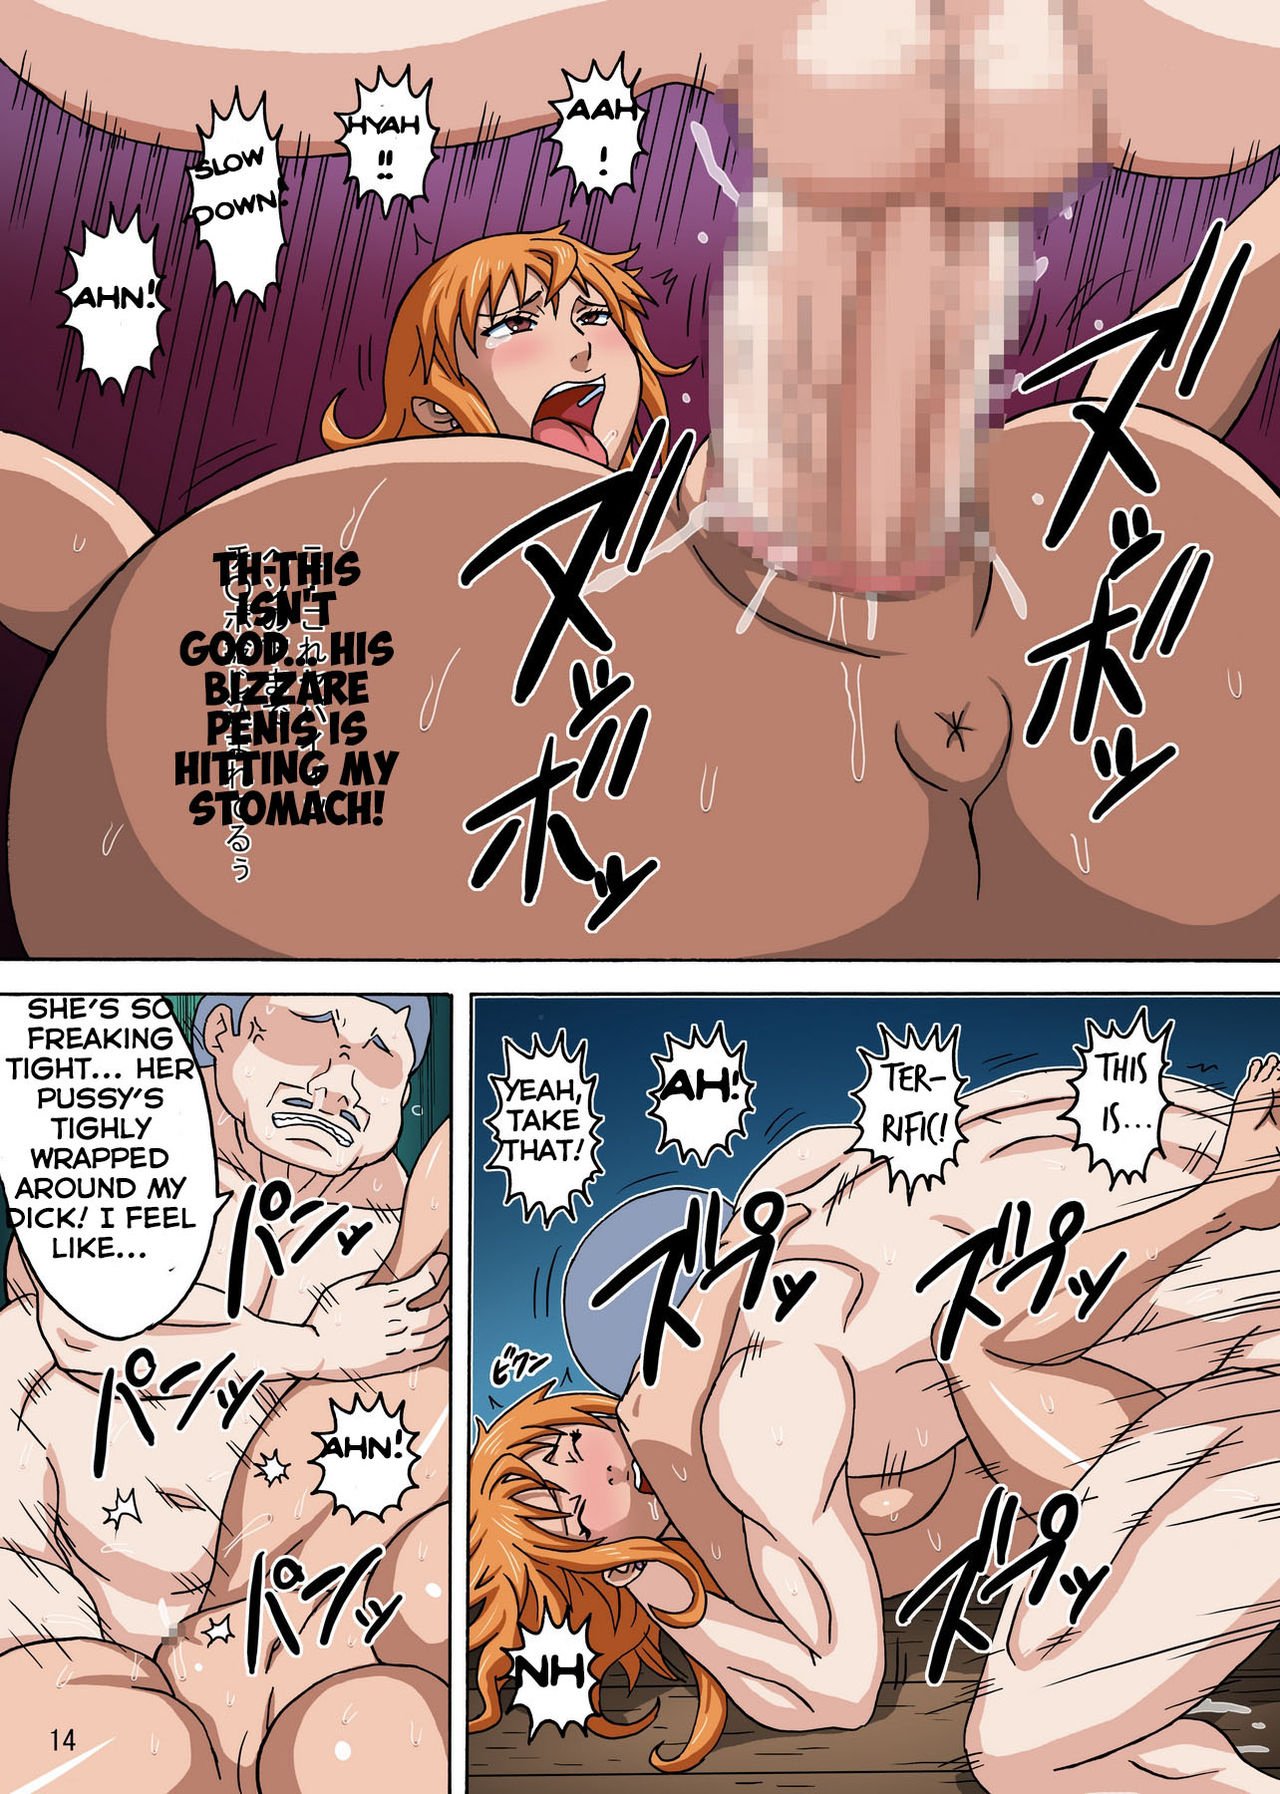 AAH
!
HYAH
!!
SLOW
DOWN!
AHN!
ズッ
ボッ
ズッ
ボッ
TH-THIS
ISN'T
GOOD... HIS
BIZZARE
PENIS IS
HITTING MY
STOMACH!
THIS
IS...
TER-
RIFIC!
AH!
YEAH,
TAKE
THAT!
ズプッ
ズプッ
ズプッ
ビクン
NH
SHE'S SO
FREAKING
TIGHT... HER
PUSSY'S
TIGHLY
WRAPPED
AROUND MY
DICK! I FEEL
LIKE...
パンッ
パンッ
AHN!
パンッ
14